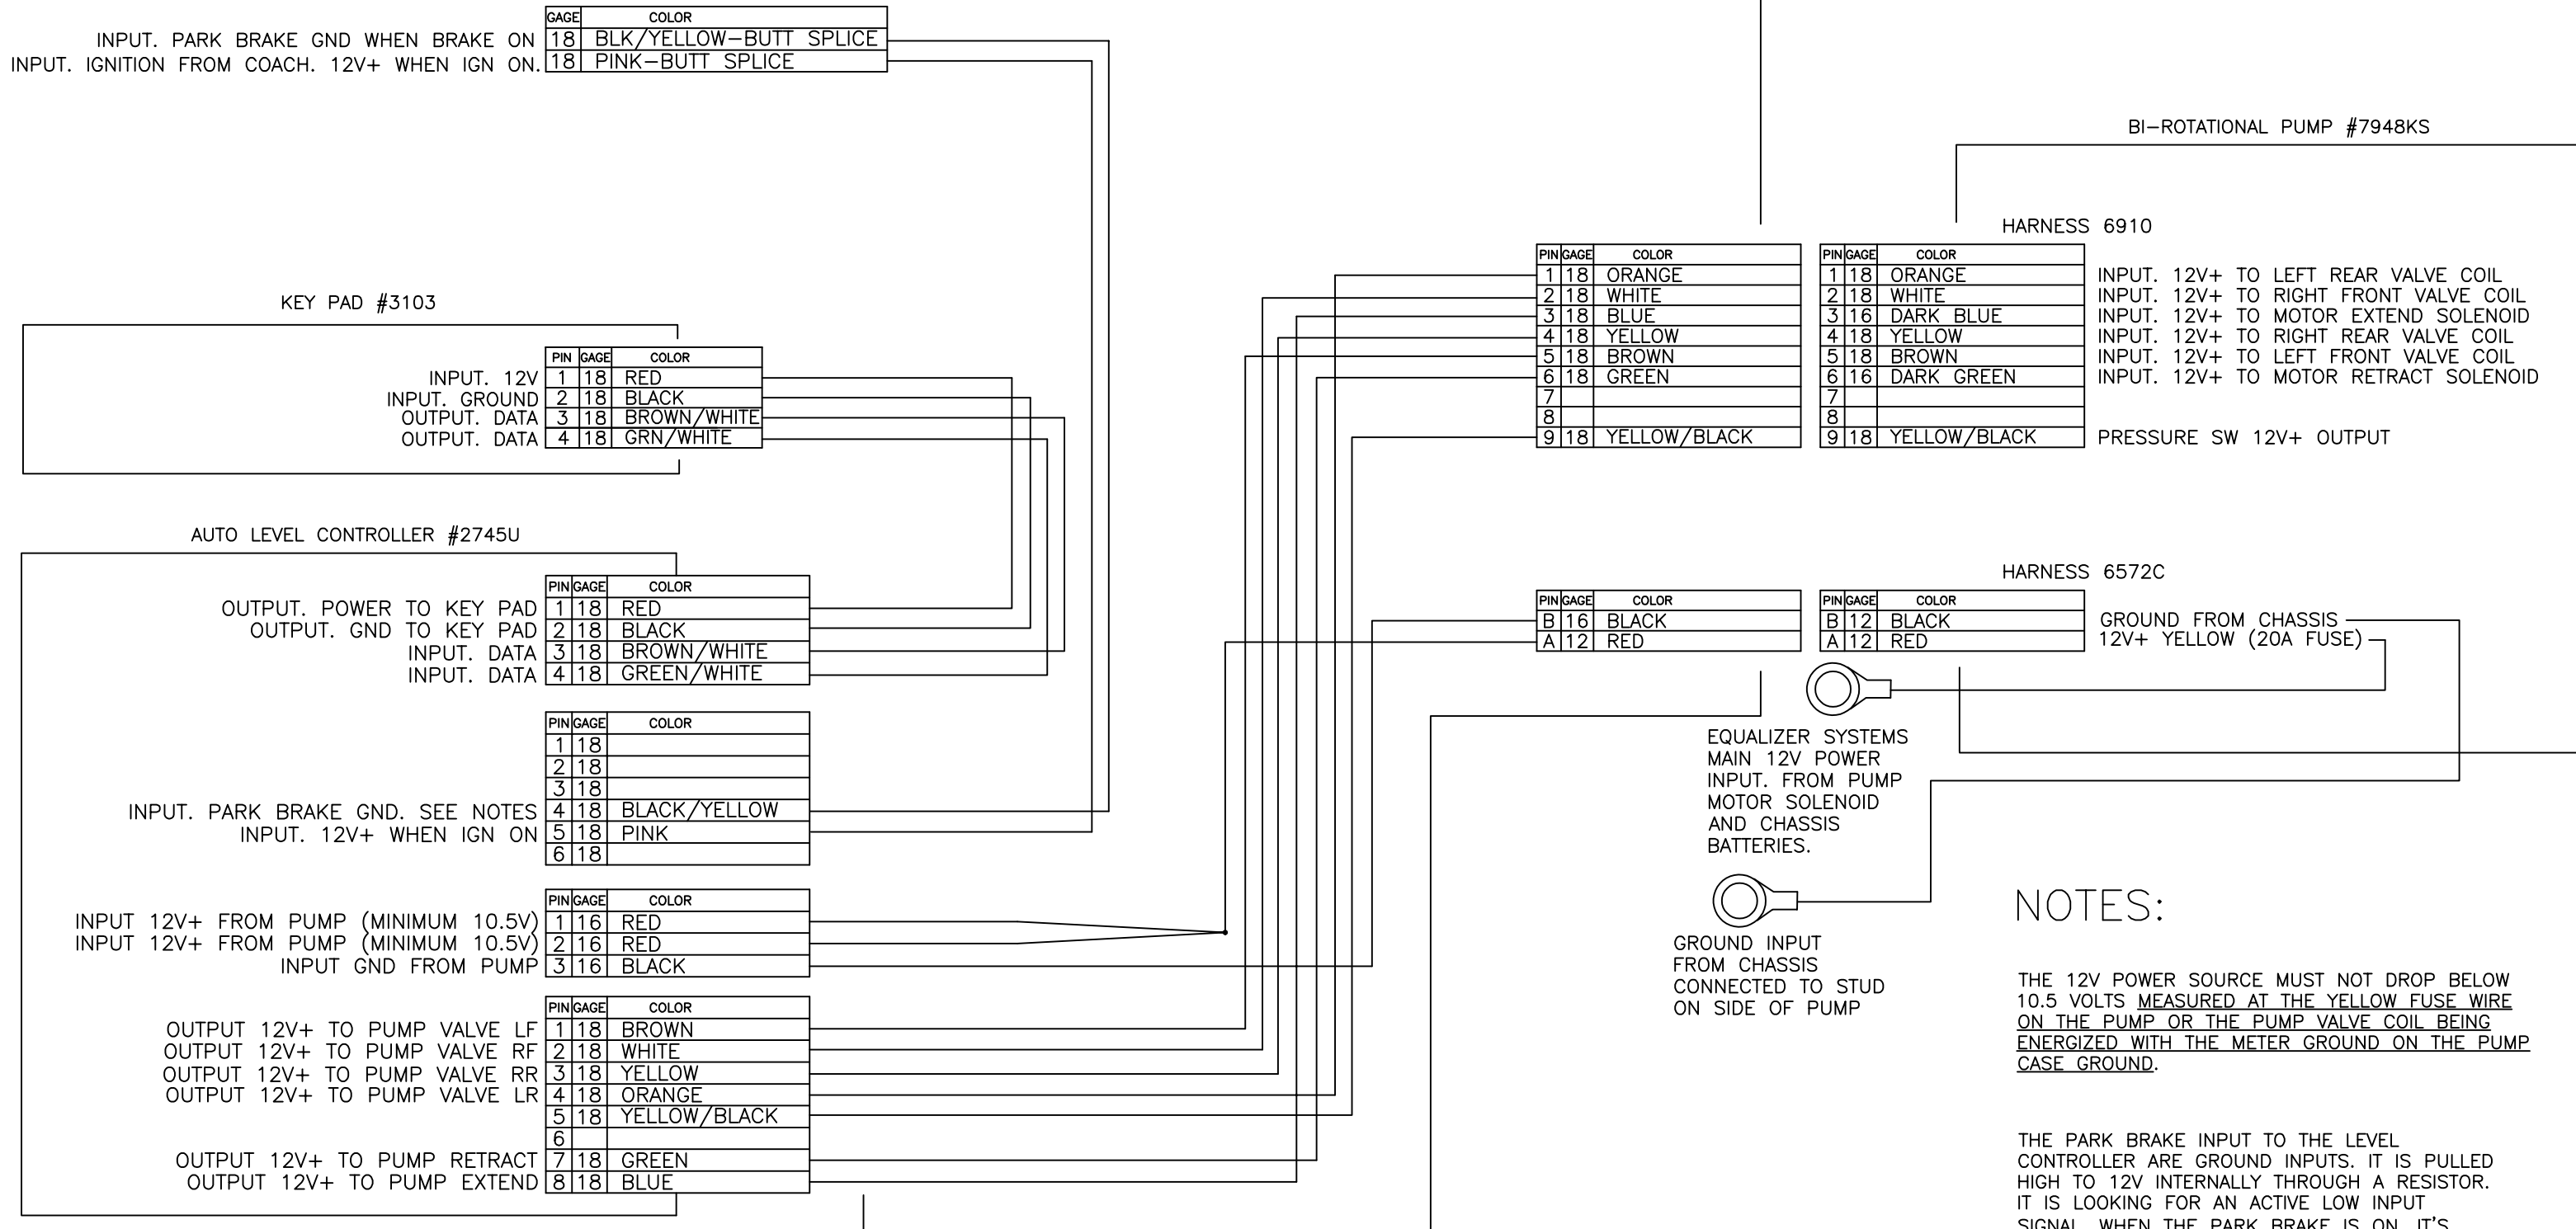 GAGE COLOR
INPUT. PARK BRAKE GND WHEN BRAKE ON 18 BLK/YELLOW-BUTT SPLICE
INPUT. IGNITION FROM COACH. 12V+ WHEN IGN ON. 18 PINK-BUTT SPLICE
KEY PAD #3103
PIN GAGE COLOR
INPUT. 12V 1 18 RED
INPUT. GROUND 2 18 BLACK
OUTPUT. DATA 3 18 BROWN/WHITE
OUTPUT. DATA 4 18 GRN/WHITE
AUTO LEVEL CONTROLLER #2745U
PIN GAGE COLOR
OUTPUT. POWER TO KEY PAD 1 18 RED
OUTPUT. GND TO KEY PAD 2 18 BLACK
INPUT. DATA 3 18 BROWN/WHITE
INPUT. DATA 4 18 GREEN/WHITE
PIN GAGE COLOR
1 18
2 18
3 18
INPUT. PARK BRAKE GND. SEE NOTES 4 18 BLACK/YELLOW
INPUT. 12V+ WHEN IGN ON 5 18 PINK
6 18
PIN GAGE COLOR
INPUT 12V+ FROM PUMP (MINIMUM 10.5V) 1 16 RED
INPUT 12V+ FROM PUMP (MINIMUM 10.5V) 2 16 RED
INPUT GND FROM PUMP 3 16 BLACK
PIN GAGE COLOR
OUTPUT 12V+ TO PUMP VALVE LF 1 18 BROWN
OUTPUT 12V+ TO PUMP VALVE RF 2 18 WHITE
OUTPUT 12V+ TO PUMP VALVE RR 3 18 YELLOW
OUTPUT 12V+ TO PUMP VALVE LR 4 18 ORANGE
5 18 YELLOW/BLACK
6
OUTPUT 12V+ TO PUMP RETRACT 7 18 GREEN
OUTPUT 12V+ TO PUMP EXTEND 8 18 BLUE
BI-ROTATIONAL PUMP #7948KS
HARNESS 6910
PIN GAGE COLOR PIN GAGE COLOR
1 18 ORANGE 1 18 ORANGE INPUT. 12V+ TO LEFT REAR VALVE COIL
2 18 WHITE 2 18 WHITE INPUT. 12V+ TO RIGHT FRONT VALVE COIL
3 18 BLUE 3 16 DARK BLUE INPUT. 12V+ TO MOTOR EXTEND SOLENOID
4 18 YELLOW 4 18 YELLOW INPUT. 12V+ TO RIGHT REAR VALVE COIL
5 18 BROWN 5 18 BROWN INPUT. 12V+ TO LEFT FRONT VALVE COIL
6 18 GREEN 6 16 DARK GREEN INPUT. 12V+ TO MOTOR RETRACT SOLENOID
7 7
8 8
9 18 YELLOW/BLACK 9 18 YELLOW/BLACK PRESSURE SW 12V+ OUTPUT
HARNESS 6572C
PIN GAGE COLOR PIN GAGE COLOR
B 16 BLACK B 12 BLACK GROUND FROM CHASSIS
A 12 RED A 12 RED 12V+ YELLOW (20A FUSE)
EQUALIZER SYSTEMS
MAIN 12V POWER
INPUT. FROM PUMP
MOTOR SOLENOID
AND CHASSIS
BATTERIES.
GROUND INPUT
FROM CHASSIS
CONNECTED TO STUD
ON SIDE OF PUMP
NOTES:
THE 12V POWER SOURCE MUST NOT DROP BELOW
10.5 VOLTS MEASURED AT THE YELLOW FUSE WIRE
ON THE PUMP OR THE PUMP VALVE COIL BEING
ENERGIZED WITH THE METER GROUND ON THE PUMP
CASE GROUND.
THE PARK BRAKE INPUT TO THE LEVEL
CONTROLLER ARE GROUND INPUTS. IT IS PULLED
HIGH TO 12V INTERNALLY THROUGH A RESISTOR.
IT IS LOOKING FOR AN ACTIVE LOW INPUT
SIGNAL. WHEN THE PARK BRAKE IS ON, IT'S